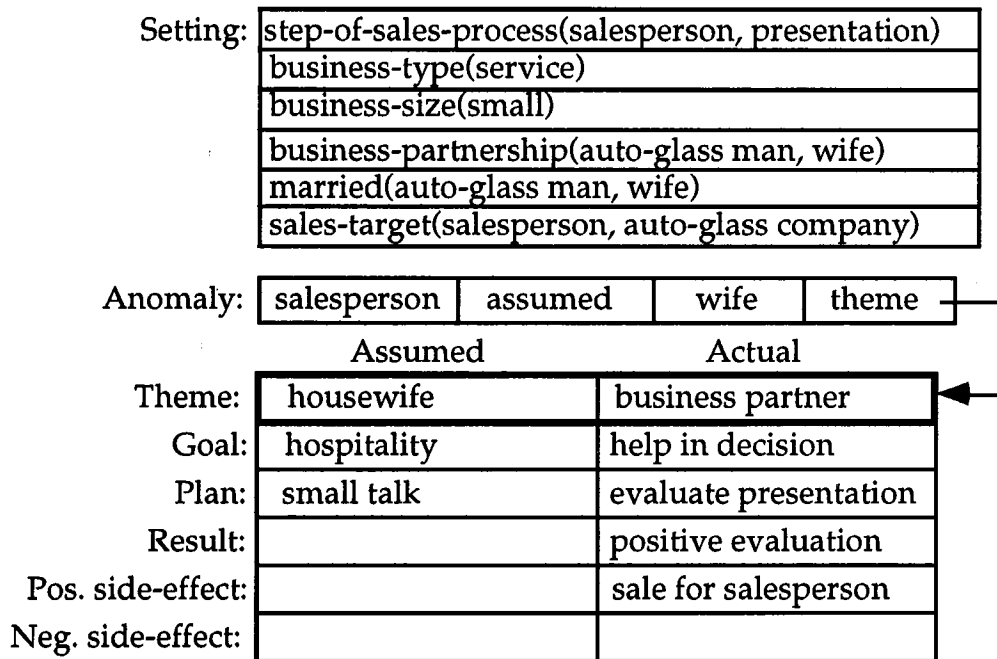 Setting: step-of-sales-process(salesperson, presentation)
business-type(service)
business-size(small)
business-partnership(auto-glass man, wife)
married(auto-glass man, wife)
sales-target(salesperson, auto-glass company)
Anomaly: salesperson assumed wife theme
Assumed Actual
Theme: housewife business partner
Goal: hospitality help in decision
Plan: small talk evaluate presentation
Result: positive evaluation
Pos. side-effect: sale for salesperson
Neg. side-effect: